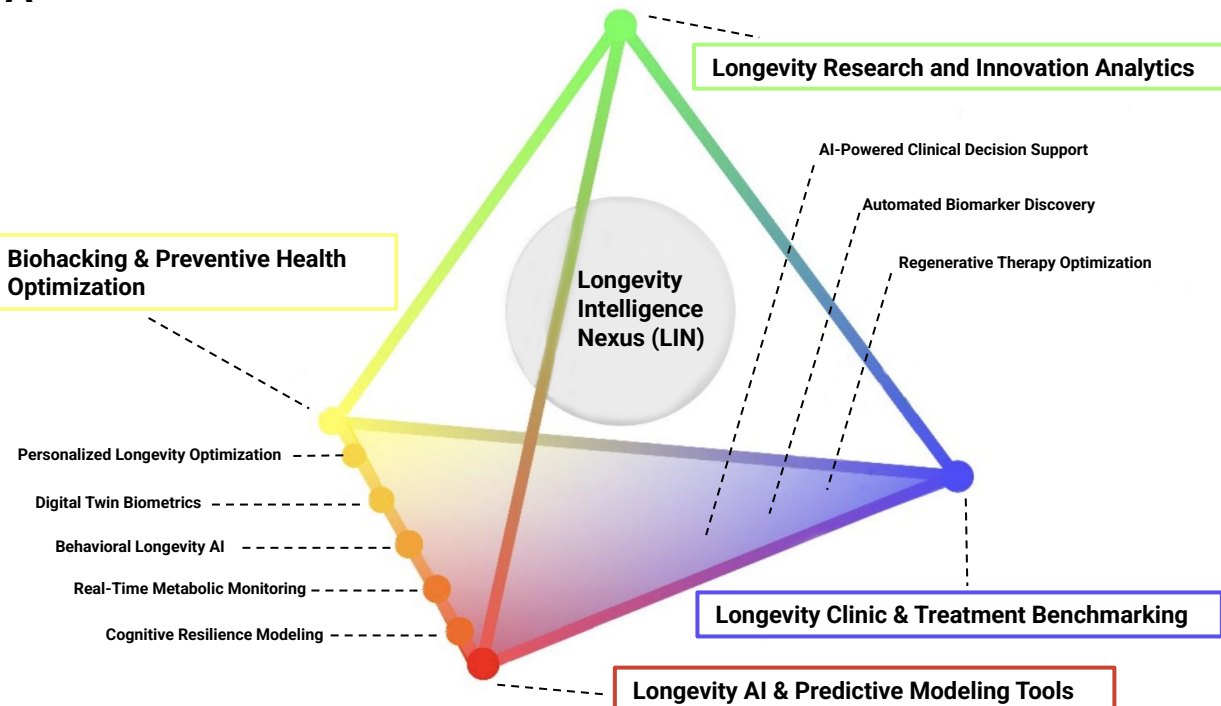 Longevity Research and Innovation Analytics
AI-Powered Clinical Decision Support
Automated Biomarker Discovery
Regenerative Therapy Optimization
Biohacking & Preventive Health
Optimization
Longevity
Intelligence
Nexus (LIN)
Personalized Longevity Optimization
Digital Twin Biometrics
Behavioral Longevity AI
Real-Time Metabolic Monitoring
Cognitive Resilience Modeling
Longevity Clinic & Treatment Benchmarking
Longevity AI & Predictive Modeling Tools